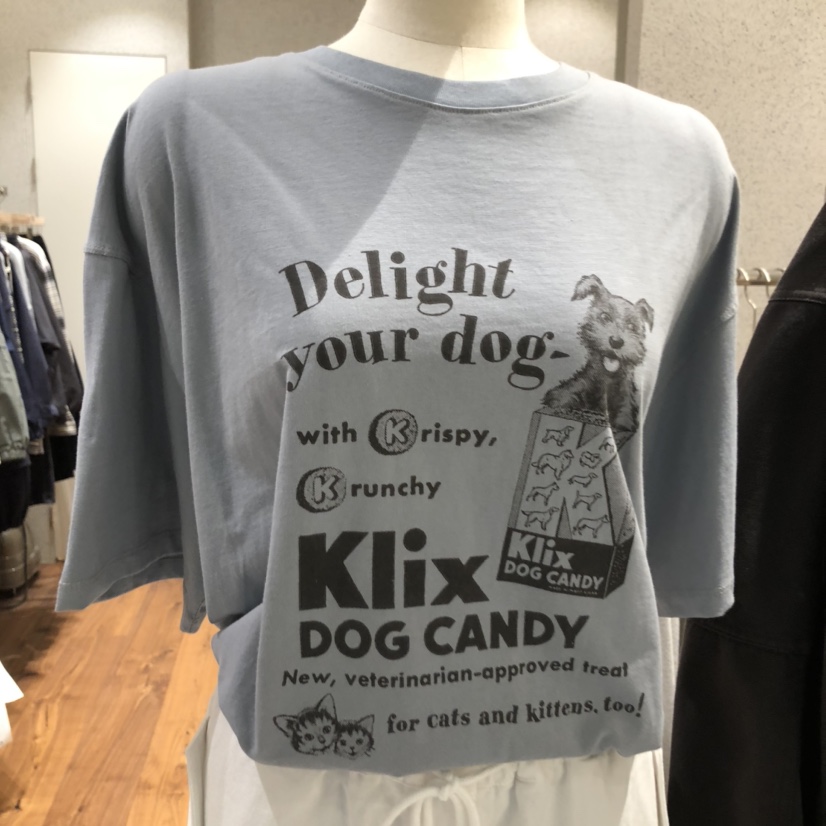 Delight
your dog-
with Krispy,
Krunchy
Klix
DOG CANDY
New, veterinarian-approved treat
for cats and kittens, too!
K
Klix
DOG CANDY